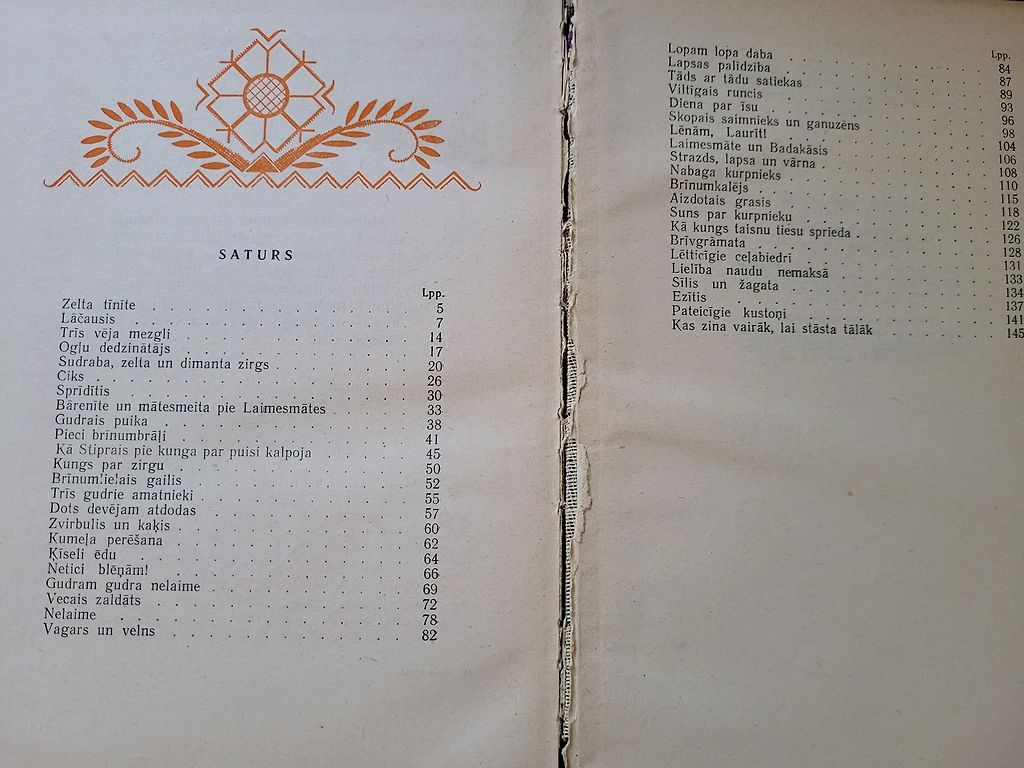 SATURS
Lpp.
Zelta tīnīte . . . 5
Lāčausis . . . 7
Trīs vēja mezgli . . . 14
Ogļu dedzinātājs . . . 17
Sudraba, zelta un dimanta zirgs . . . 20
Ciks . . . 26
Sprīdītis . . . 30
Bārenīte un mātesmeita pie Laimesmātes . . . 33
Gudrais puika . . . 38
Pieci brīnumbrāļi . . . 41
Kā Stiprais pie kunga par puisi kalpoja . . . 45
Kungs par zirgu . . . 50
Brīnumlielais gailis . . . 52
Trīs gudrie amatnieki . . . 55
Dots devējam atdodas . . . 57
Zvirbulis un kaķis . . . 60
Kumeļa perēšana . . . 62
Ķīseli ēdu . . . 64
Netici blēņām! . . . 66
Gudram gudra nelaime . . . 69
Vecais zaldāts . . . 72
Nelaime . . . 78
Vagars un velns . . . 82
Lpp.
Lopam lopa daba . . . 84
Lapsas palīdzība . . . 87
Tāds ar tādu satiekas . . . 89
Viltīgais runcis . . . 93
Diena par īsu . . . 96
Skopais saimnieks un ganuzēns . . . 98
Lēnām, Laurīt! . . . 104
Laimesmāte un Badakāsis . . . 106
Strazds, lapsa un vārna . . . 108
Nabaga kurpnieks . . . 110
Brīnumkalējs . . . 115
Aizdotais grasis . . . 118
Suns par kurpnieku . . . 122
Kā kungs taisnu tiesu sprieda . . . 126
Brīvgrāmata . . . 128
Lētticīgie ceļabiedri . . . 131
Lielība naudu nemaksā . . . 133
Sīlis un žagata . . . 134
Ezītis . . . 137
Pateicīgie kustoņi . . . 141
Kas zina vairāk, lai stāsta tālāk . . . 145